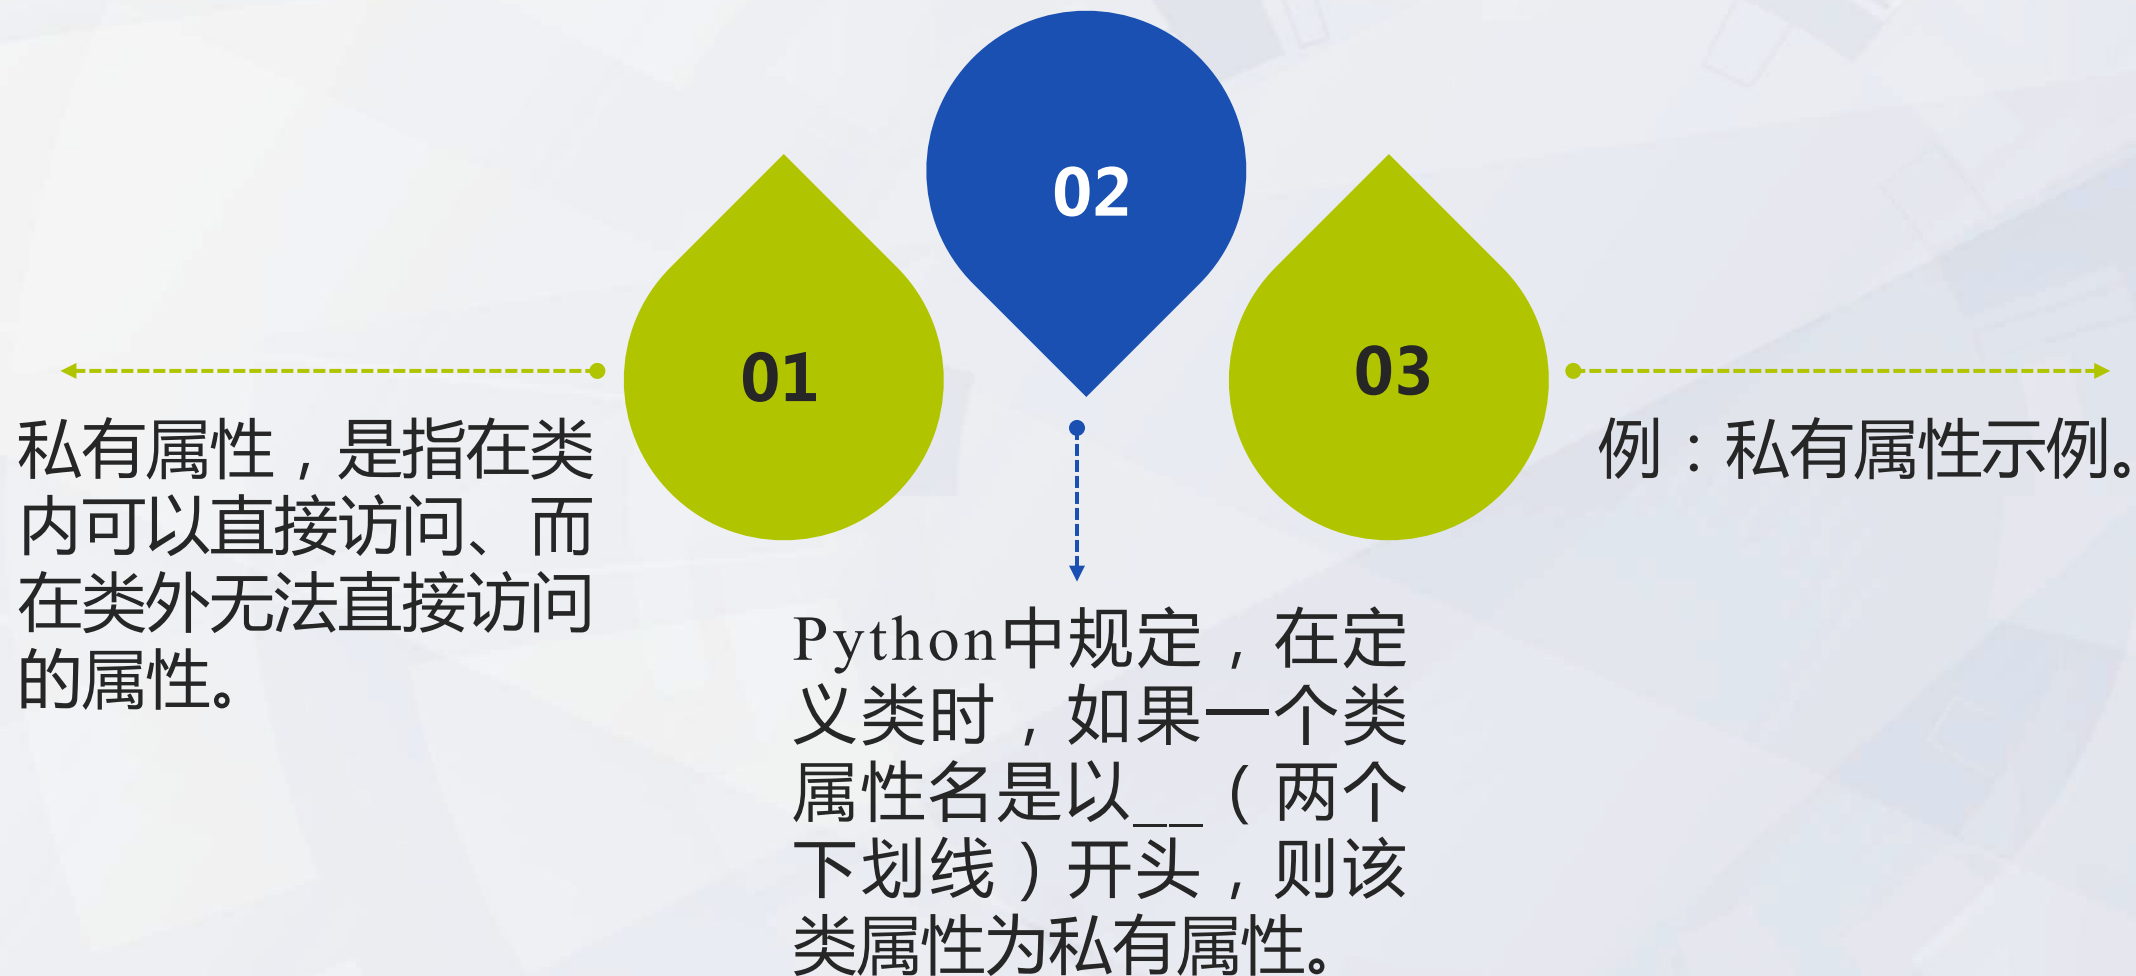 01
私有属性，是指在类
内可以直接访问、而
在类外无法直接访问
的属性。
02
Python中规定，在定
义类时，如果一个类
属性名是以__（两个
下划线）开头，则该
类属性为私有属性。
03
例：私有属性示例。